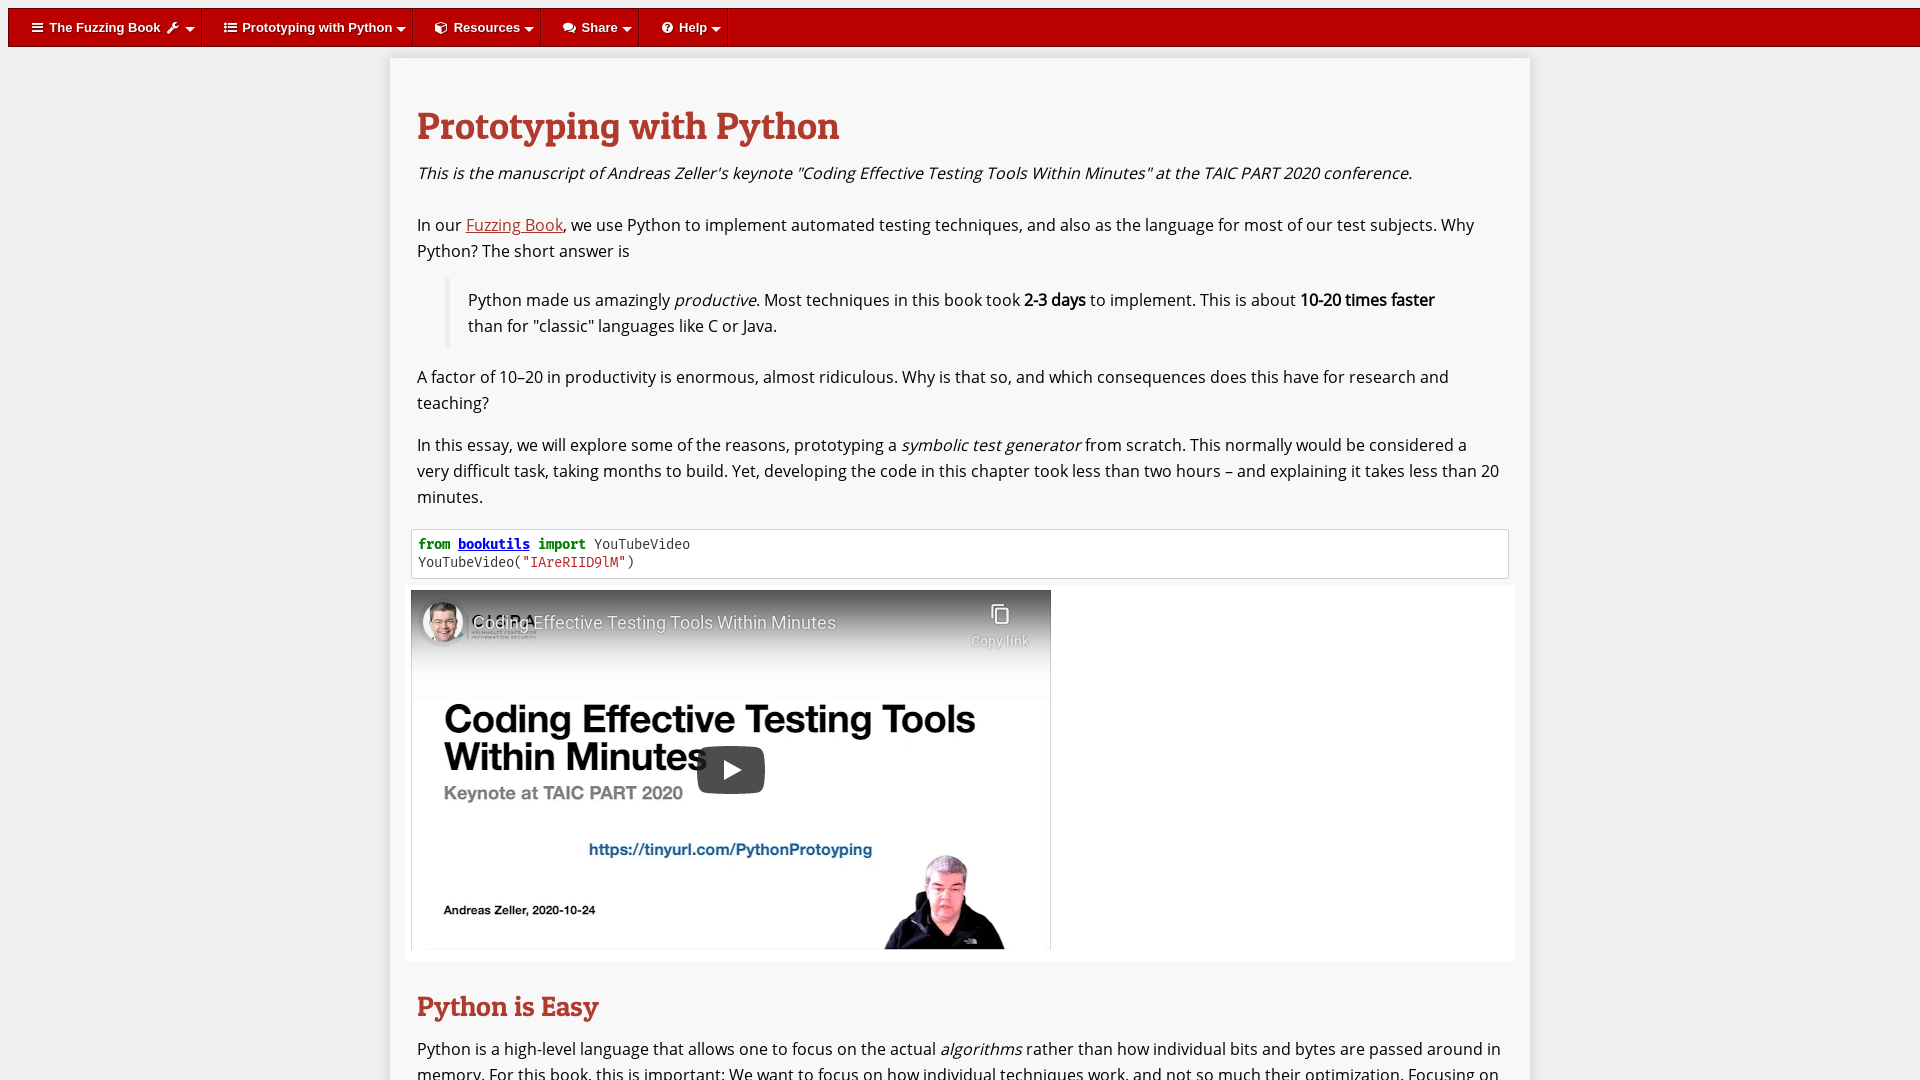 The Fuzzing Book
Prototyping with Python
Resources
Share
Help
Prototyping with Python
This is the manuscript of Andreas Zeller's keynote "Coding Effective Testing Tools Within Minutes" at the TAIC PART 2020 conference.
In our Fuzzing Book, we use Python to implement automated testing techniques, and also as the language for most of our test subjects. Why
Python? The short answer is
Python made us amazingly productive. Most techniques in this book took 2-3 days to implement. This is about 10-20 times faster
than for "classic" languages like C or Java.
A factor of 10–20 in productivity is enormous, almost ridiculous. Why is that so, and which consequences does this have for research and
teaching?
In this essay, we will explore some of the reasons, prototyping a symbolic test generator from scratch. This normally would be considered a
very difficult task, taking months to build. Yet, developing the code in this chapter took less than two hours – and explaining it takes less than 20
minutes.
from bookutils import YouTubeVideo
YouTubeVideo("IAreRIID9lM")
Coding Effective Testing Tools Within Minutes
CISPA
HELMHOLTZ CENTER FOR
INFORMATION SECURITY
Copy link
Coding Effective Testing Tools
Within Minutes
Keynote at TAIC PART 2020
https://tinyurl.com/PythonProtoyping
Andreas Zeller, 2020-10-24
Python is Easy
Python is a high-level language that allows one to focus on the actual algorithms rather than how individual bits and bytes are passed around in
memory. For this book, this is important: We want to focus on how individual techniques work, and not so much their optimization. Focusing on